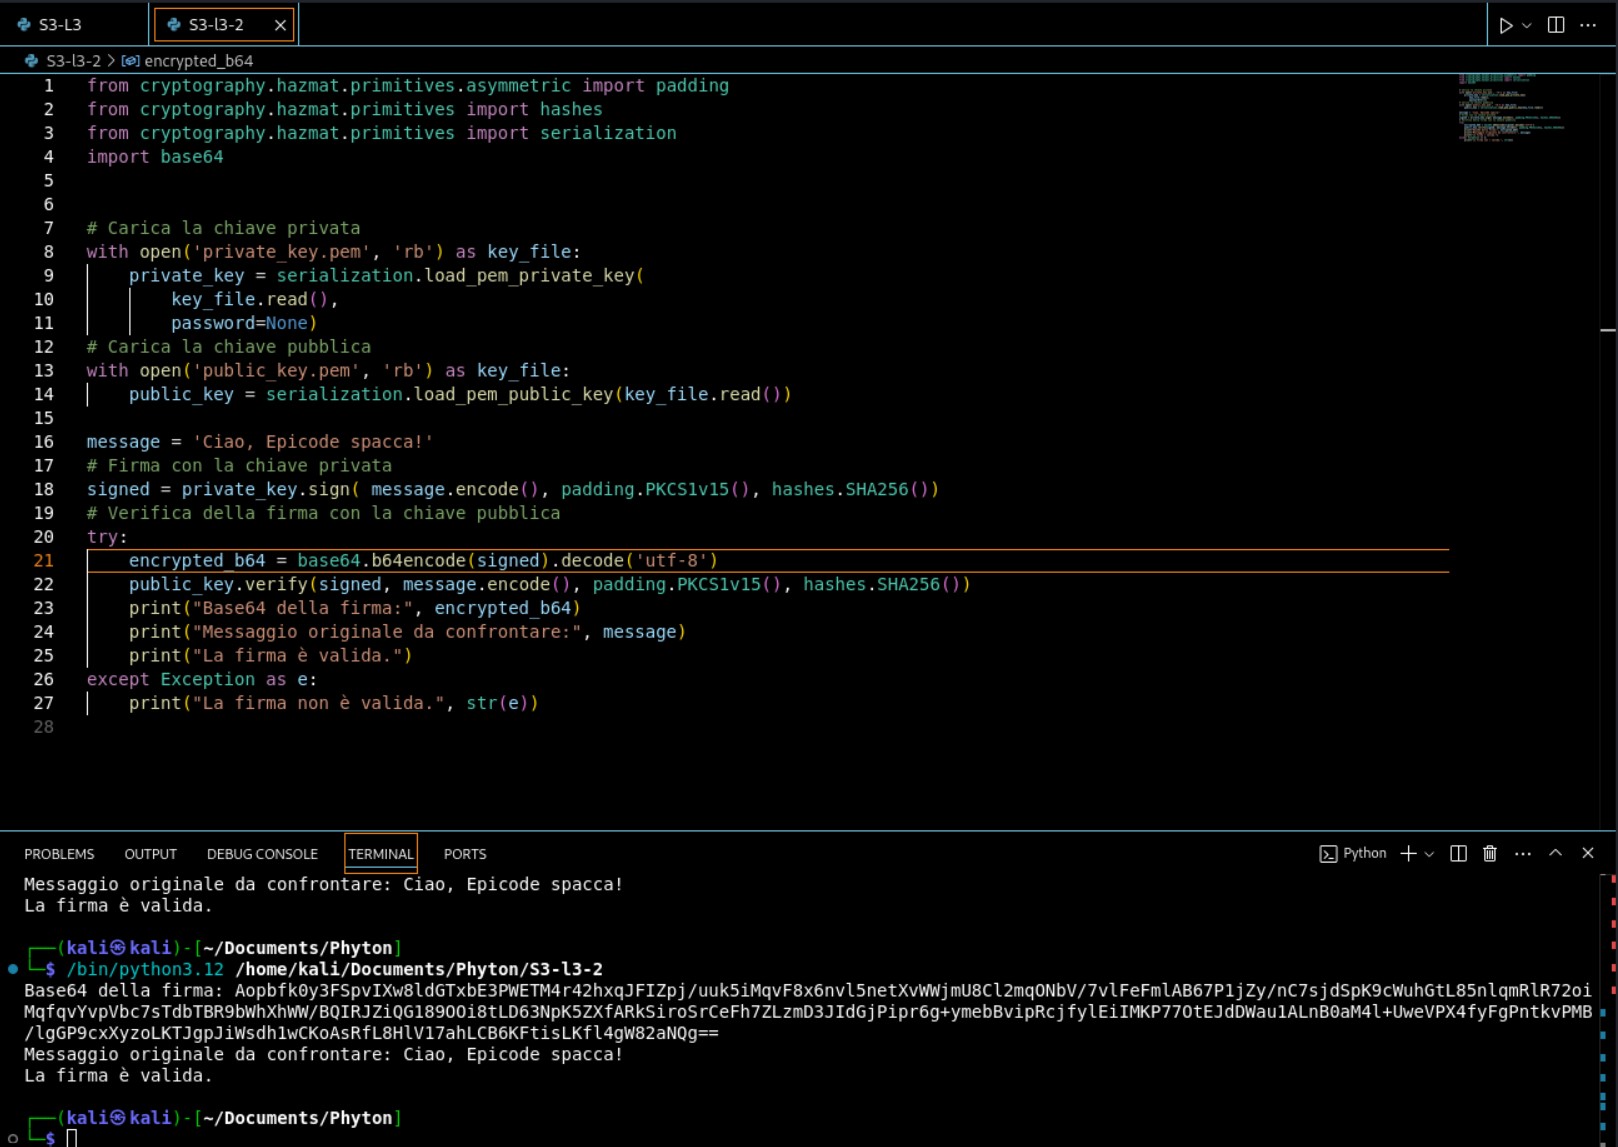 S3-L3
S3-l3-2
S3-l3-2 > encrypted_b64
1 from cryptography.hazmat.primitives.asymmetric import padding
2 from cryptography.hazmat.primitives import hashes
3 from cryptography.hazmat.primitives import serialization
4 import base64
5
6
7 # Carica la chiave privata
8 with open('private_key.pem', 'rb') as key_file:
9     private_key = serialization.load_pem_private_key(
10         key_file.read(),
11         password=None)
12 # Carica la chiave pubblica
13 with open('public_key.pem', 'rb') as key_file:
14     public_key = serialization.load_pem_public_key(key_file.read())
15
16 message = 'Ciao, Epicode spacca!'
17 # Firma con la chiave privata
18 signed = private_key.sign( message.encode(), padding.PKCS1v15(), hashes.SHA256())
19 # Verifica della firma con la chiave pubblica
20 try:
21     encrypted_b64 = base64.b64encode(signed).decode('utf-8')
22     public_key.verify(signed, message.encode(), padding.PKCS1v15(), hashes.SHA256())
23     print("Base64 della firma:", encrypted_b64)
24     print("Messaggio originale da confrontare:", message)
25     print("La firma è valida.")
26 except Exception as e:
27     print("La firma non è valida.", str(e))
28
PROBLEMS OUTPUT DEBUG CONSOLE TERMINAL PORTS Python
Messaggio originale da confrontare: Ciao, Epicode spacca!
La firma è valida.
┌──(kali㉿kali)-[~/Documents/Phyton]
└─$ /bin/python3.12 /home/kali/Documents/Phyton/S3-l3-2
Base64 della firma: Aopbfk0y3FSpvIXw8ldGTxbE3PWETM4r42hxqJFIZpj/uuk5iMqvF8x6nvl5netXvWWjmU8Cl2mqONbV/7vlFeFmlAB67P1jZy/nC7sjdSpK9cWuhGtL85nlqmRlR72oi
MqfqvYvpVbc7sTdbTBR9bWhXhWW/BQIRJZiQG189OOi8tLD63NpK5ZXfARkSiroSrCeFh7ZLzmD3JIdGjPipr6g+ymebBvipRcjfylEiIMKP77OtEJdDWau1ALnB0aM4l+UweVPX4fyFgPntkvPMB
/lgGP9cxXyzoLKTJgpJiWsdh1wCKoAsRfL8HlV17ahLCB6KFtisLKfl4gW82aNQg==
Messaggio originale da confrontare: Ciao, Epicode spacca!
La firma è valida.
┌──(kali㉿kali)-[~/Documents/Phyton]
└─$